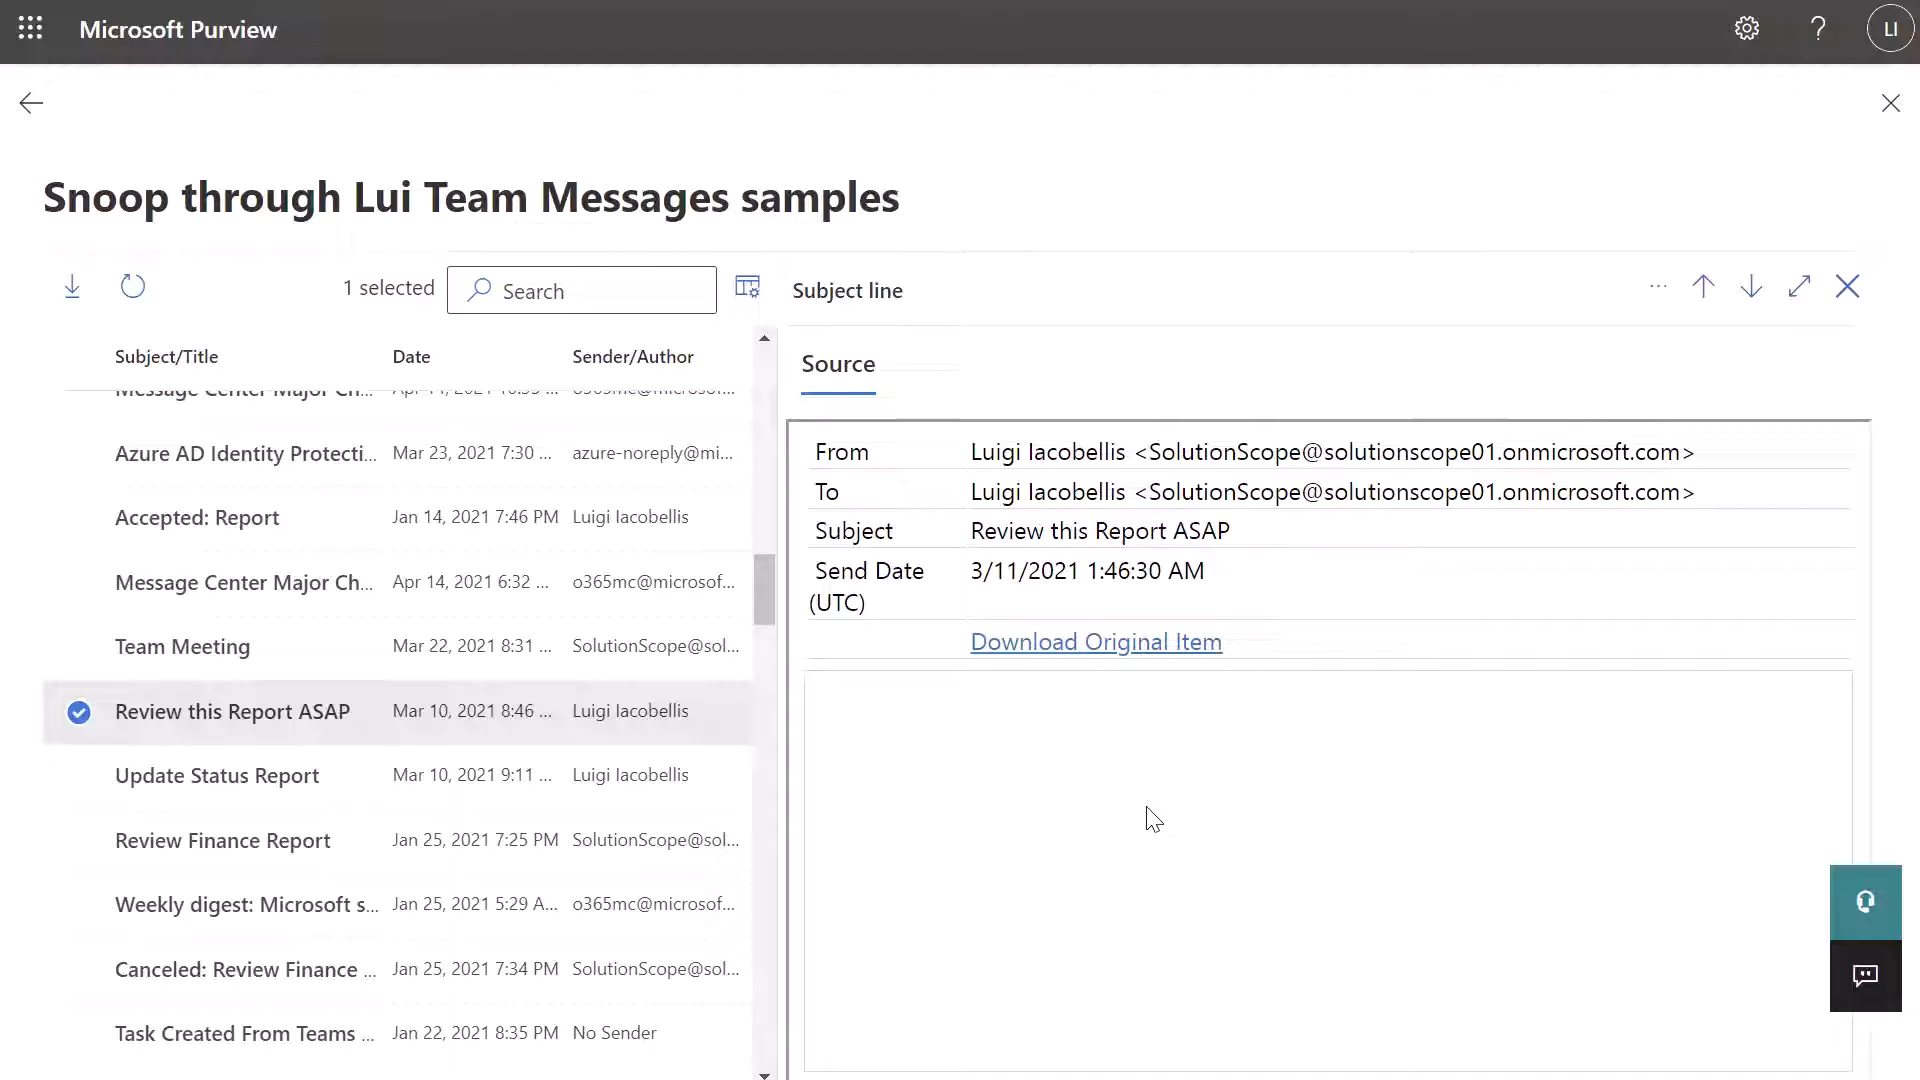 Microsoft Purview
LI
Snoop through Lui Team Messages samples
1 selected
Search
Subject/Title Date Sender/Author
Message Center Major Ch...
Azure AD Identity Protecti... Mar 23, 2021 7:30 ... azure-noreply@mi...
Accepted: Report Jan 14, 2021 7:46 PM Luigi Iacobellis
Message Center Major Ch... Apr 14, 2021 6:32 ... o365mc@microsof...
Team Meeting Mar 22, 2021 8:31 ... SolutionScope@sol...
Review this Report ASAP Mar 10, 2021 8:46 ... Luigi Iacobellis
Update Status Report Mar 10, 2021 9:11 ... Luigi Iacobellis
Review Finance Report Jan 25, 2021 7:25 PM SolutionScope@sol...
Weekly digest: Microsoft s... Jan 25, 2021 5:29 A... o365mc@microsof...
Canceled: Review Finance ... Jan 25, 2021 7:34 PM SolutionScope@sol...
Task Created From Teams ... Jan 22, 2021 8:35 PM No Sender
Subject line
Source
From Luigi Iacobellis <SolutionScope@solutionscope01.onmicrosoft.com>
To Luigi Iacobellis <SolutionScope@solutionscope01.onmicrosoft.com>
Subject Review this Report ASAP
Send Date 3/11/2021 1:46:30 AM
(UTC)
Download Original Item